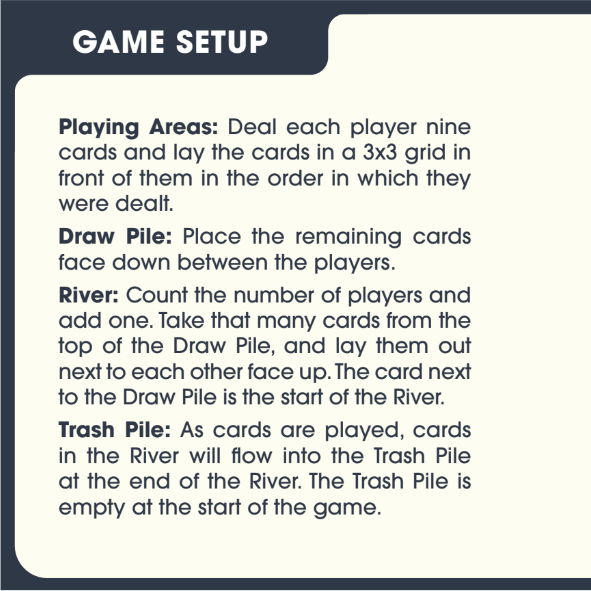 GAME SETUP
Playing Areas: Deal each player nine
cards and lay the cards in a 3x3 grid in
front of them in the order in which they
were dealt.
Draw Pile: Place the remaining cards
face down between the players.
River: Count the number of players and
add one. Take that many cards from the
top of the Draw Pile, and lay them out
next to each other face up. The card next
to the Draw Pile is the start of the River.
Trash Pile: As cards are played, cards
in the River will flow into the Trash Pile
at the end of the River. The Trash Pile is
empty at the start of the game.